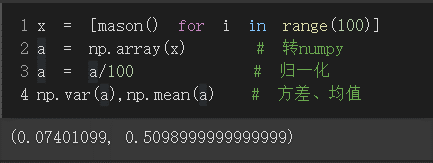 1 x = [mason() for i in range(100)]
2 a = np.array(x) # 转numpy
3 a = a/100 # 归一化
4 np.var(a),np.mean(a) # 方差、均值
(0.07401099, 0.5098999999999999)